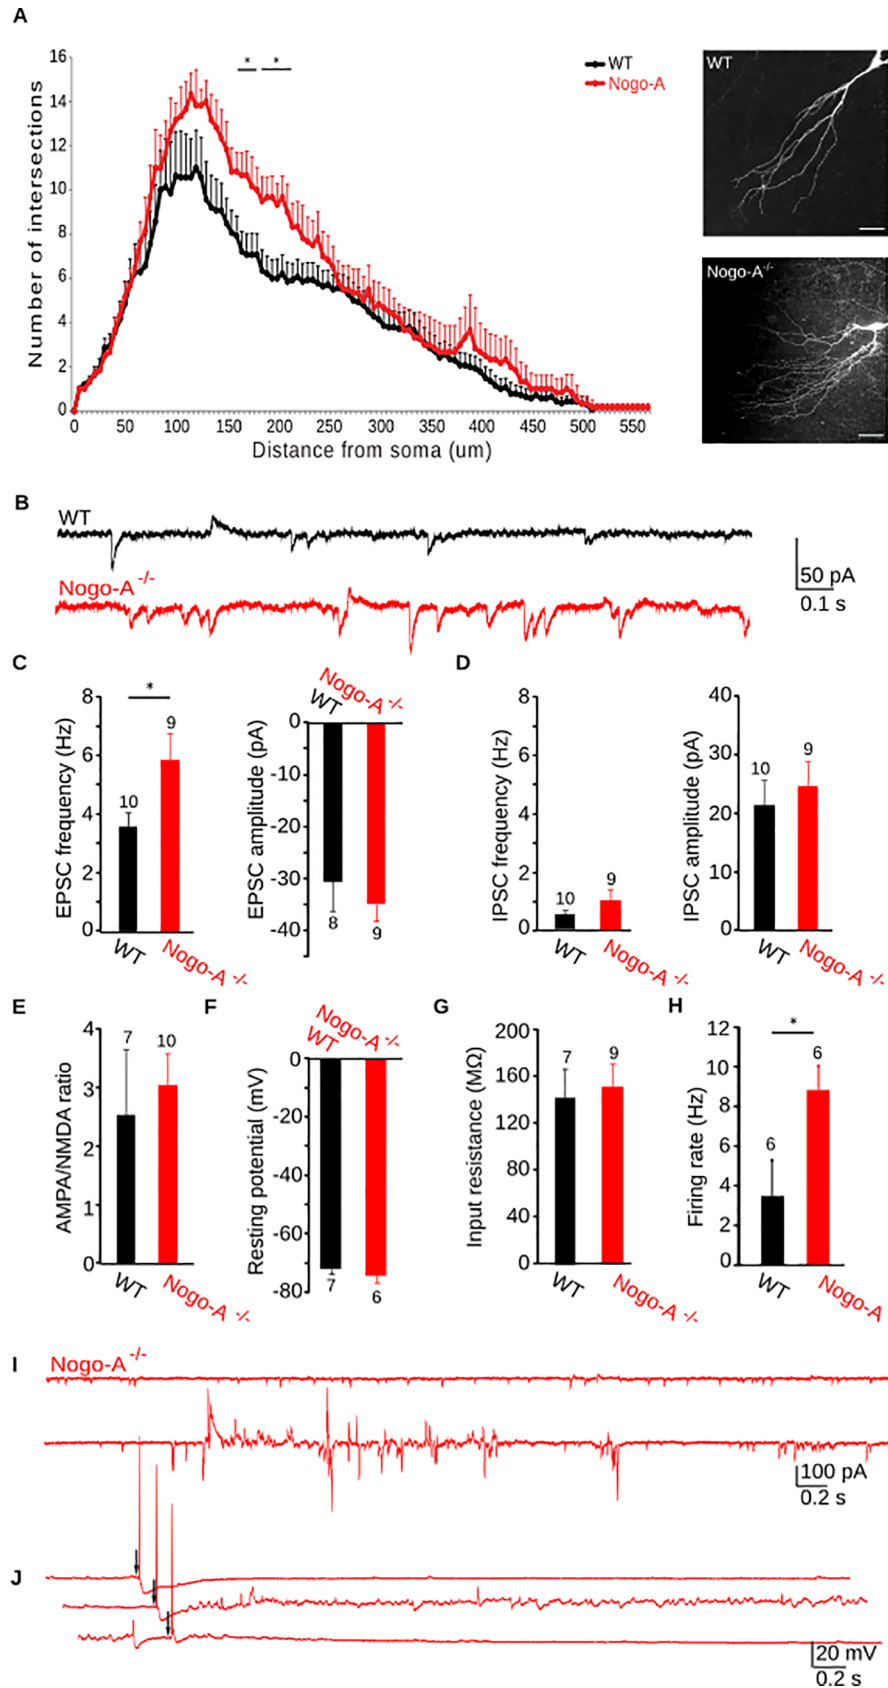 A
16
14
12
10
8
6
4
2
0
Number of intersections
0 50 100 150 200 250 300 350 400 450 500 550
Distance from soma (um)
* *
WT
Nogo-A
WT
Nogo-A-/-
B
WT
Nogo-A -/-
50 pA
0.1 s
C
8
6
4
2
0
EPSC frequency (Hz)
*
10
9
WT
Nogo-A -/-
Nogo-A -/-
WT
0
-10
-20
-30
-40
EPSC amplitude (pA)
8
9
D
8
6
4
2
0
IPSC frequency (Hz)
10
9
WT
Nogo-A -/-
40
30
20
10
0
IPSC amplitude (pA)
10
9
WT
Nogo-A -/-
E
4
3
2
1
0
AMPA/NMDA ratio
7
10
WT
Nogo-A -/-
F
Nogo-A -/-
WT
0
-20
-40
-60
-80
Resting potential (mV)
7
6
G
200
160
120
80
40
0
Input resistance (MΩ)
7
9
WT
Nogo-A -/-
H
12
10
8
6
4
2
0
Firing rate (Hz)
*
6
6
WT
Nogo-A
I
Nogo-A -/-
100 pA
0.2 s
J
20 mV
0.2 s